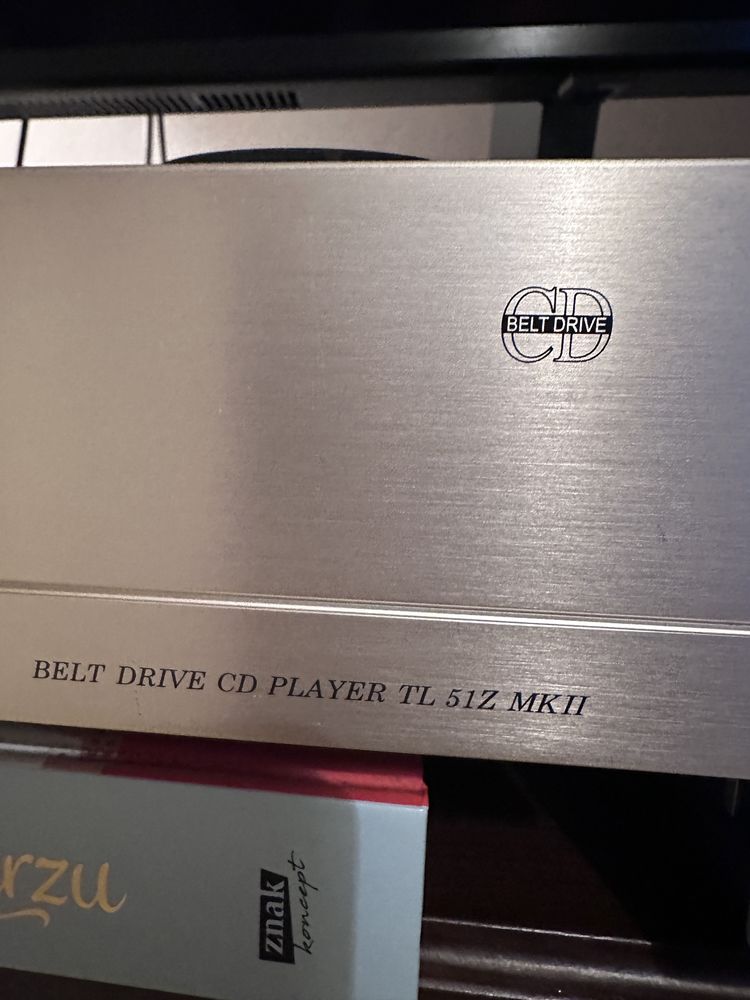 CD
BELT DRIVE
BELT DRIVE CD PLAYER TL 51Z MKII
rzu
znak
koncept